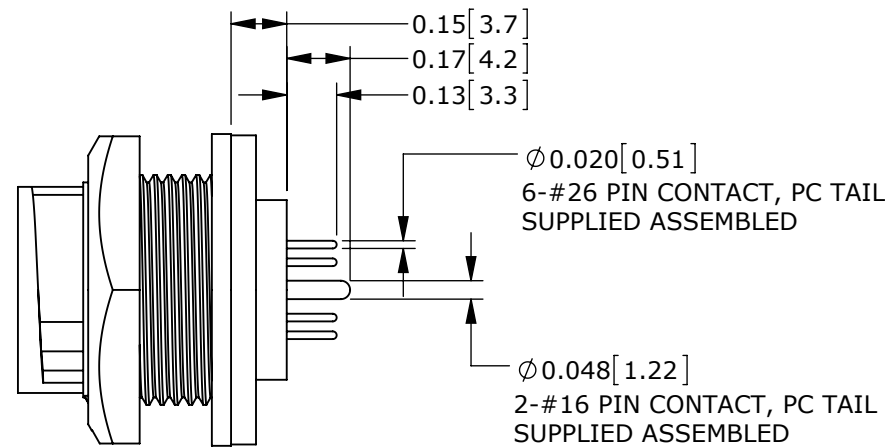 0.15[3.7]
0.17[4.2]
0.13[3.3]
∅0.020[0.51]
6-#26 PIN CONTACT, PC TAIL
SUPPLIED ASSEMBLED
∅0.048[1.22]
2-#16 PIN CONTACT, PC TAIL
SUPPLIED ASSEMBLED